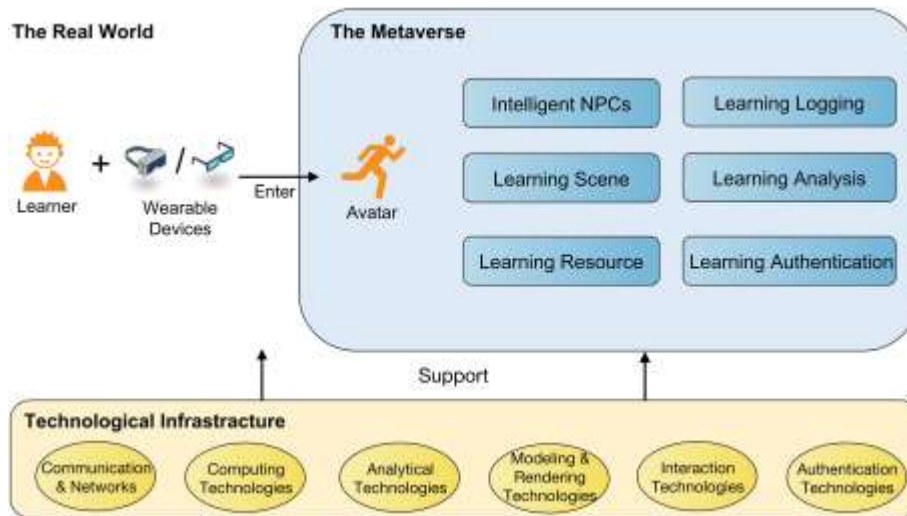 The Real World
The Metaverse
Intelligent NPCs
Learning Logging
+
/
Learner
Wearable
Devices
Enter
Avatar
Learning Scene
Learning Analysis
Learning Resource
Learning Authentication
Support
Technological Infrastracture
Communication
& Networks
Computing
Technologies
Analytical
Technologies
Modeling &
Rendering
Technologies
Interaction
Technologies
Authentication
Technologies